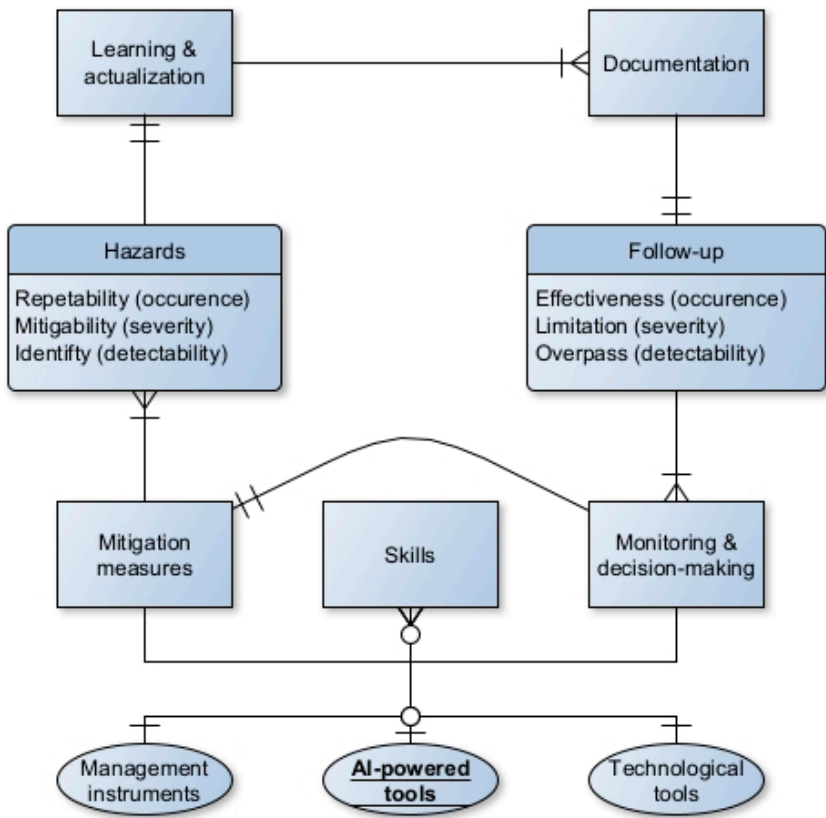 Learning &
actualization
Documentation
Hazards
Repetability (occurence)
Mitigability (severity)
Identifty (detectability)
Follow-up
Effectiveness (occurence)
Limitation (severity)
Overpass (detectability)
Mitigation
measures
Skills
Monitoring &
decision-making
Management
instruments
AI-powered
tools
Technological
tools